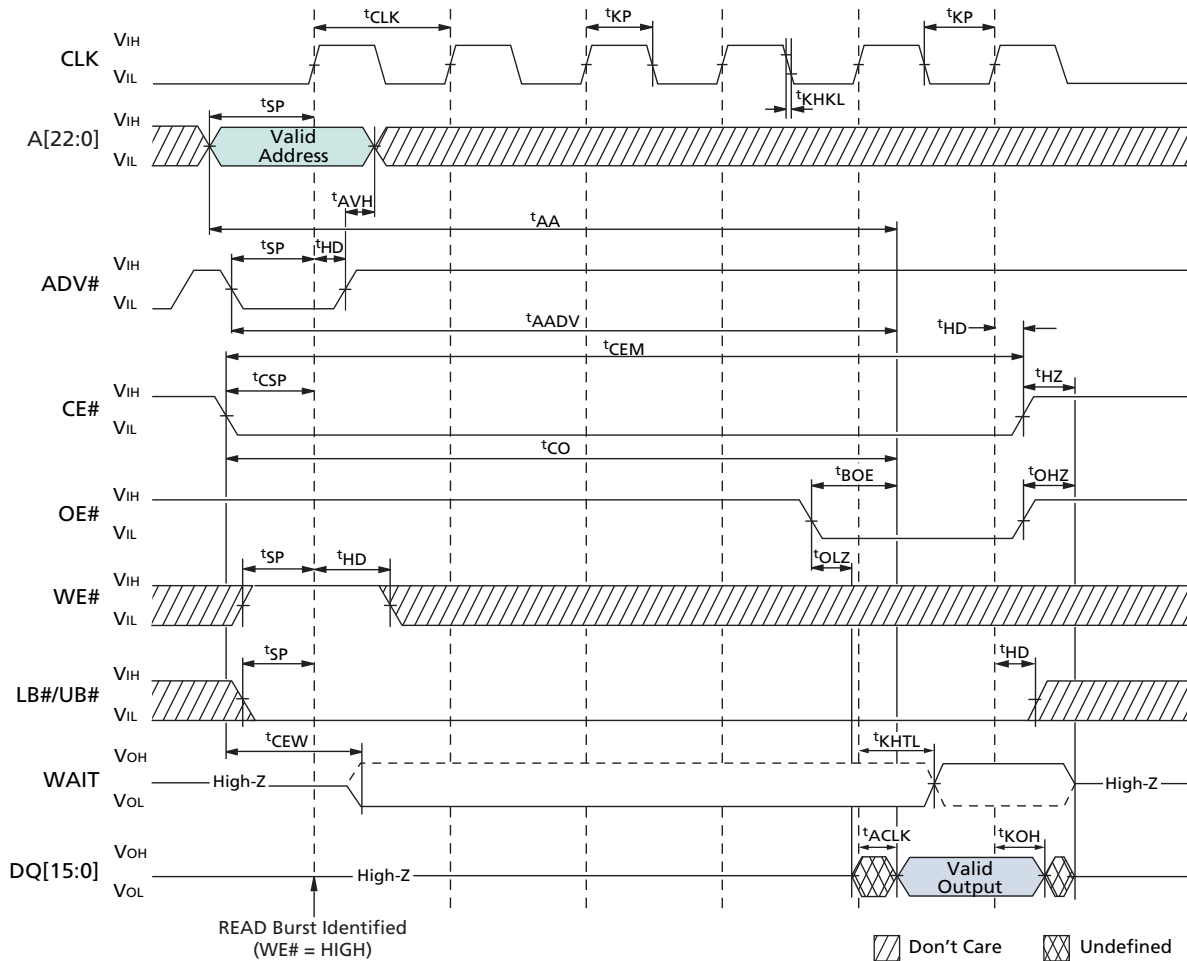 tCLK
tKP
tKP
CLK
VIH
VIL
tKHKL
tSP
A[22:0]
VIH
VIL
Valid
Address
tAVH
tAA
tSP
tHD
ADV#
VIH
VIL
tAADV
tHD
tCEM
tCSP
tHZ
CE#
VIH
VIL
tCO
tBOE
tOHZ
OE#
VIH
VIL
tOLZ
tSP
tHD
WE#
VIH
VIL
tSP
tHD
LB#/UB#
VIH
VIL
tCEW
tKHTL
WAIT
VOH
VOL
High-Z
High-Z
tACLK
tKOH
DQ[15:0]
VOH
VOL
High-Z
Valid
Output
READ Burst Identified
(WE# = HIGH)
Don't Care
Undefined